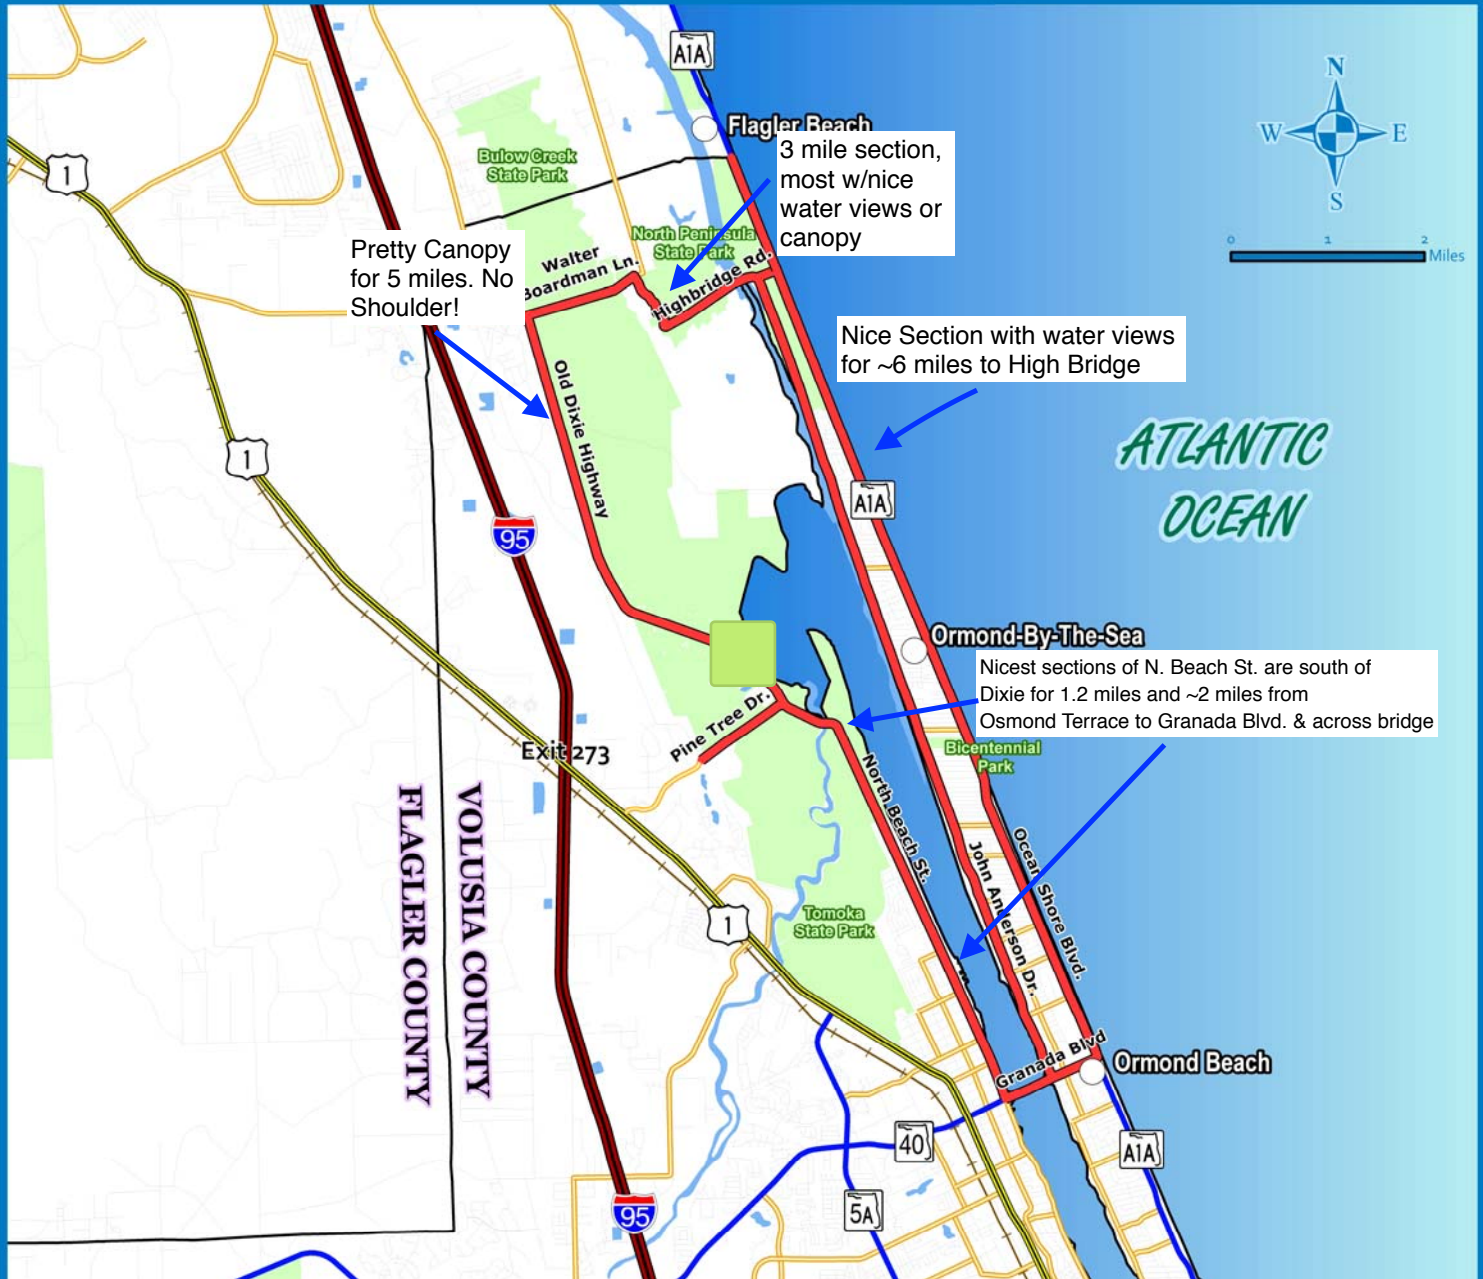 A1A
N
W
E
S
Flagler Beach
0 1 2
Miles
1
Bulow Creek
State Park
3 mile section,
most w/nice
water views or
canopy
North Peninsula
State Park
Pretty Canopy
for 5 miles. No
Shoulder!
Walter
Boardman Ln.
Highbridge Rd.
Nice Section with water views
for ~6 miles to High Bridge
Old Dixie Highway
ATLANTIC
OCEAN
1
A1A
95
Ormond-By-The-Sea
Nicest sections of N. Beach St. are south of
Dixie for 1.2 miles and ~2 miles from
Osmond Terrace to Granada Blvd. & across bridge
Pine Tree Dr.
Exit 273
Bicentennial
Park
North Beach St.
FLAGLER COUNTY
VOLUSIA COUNTY
John Anderson Dr.
Ocean Shore Blvd.
1
Tomoka
State Park
Granada Blvd
Ormond Beach
40
A1A
5A
95